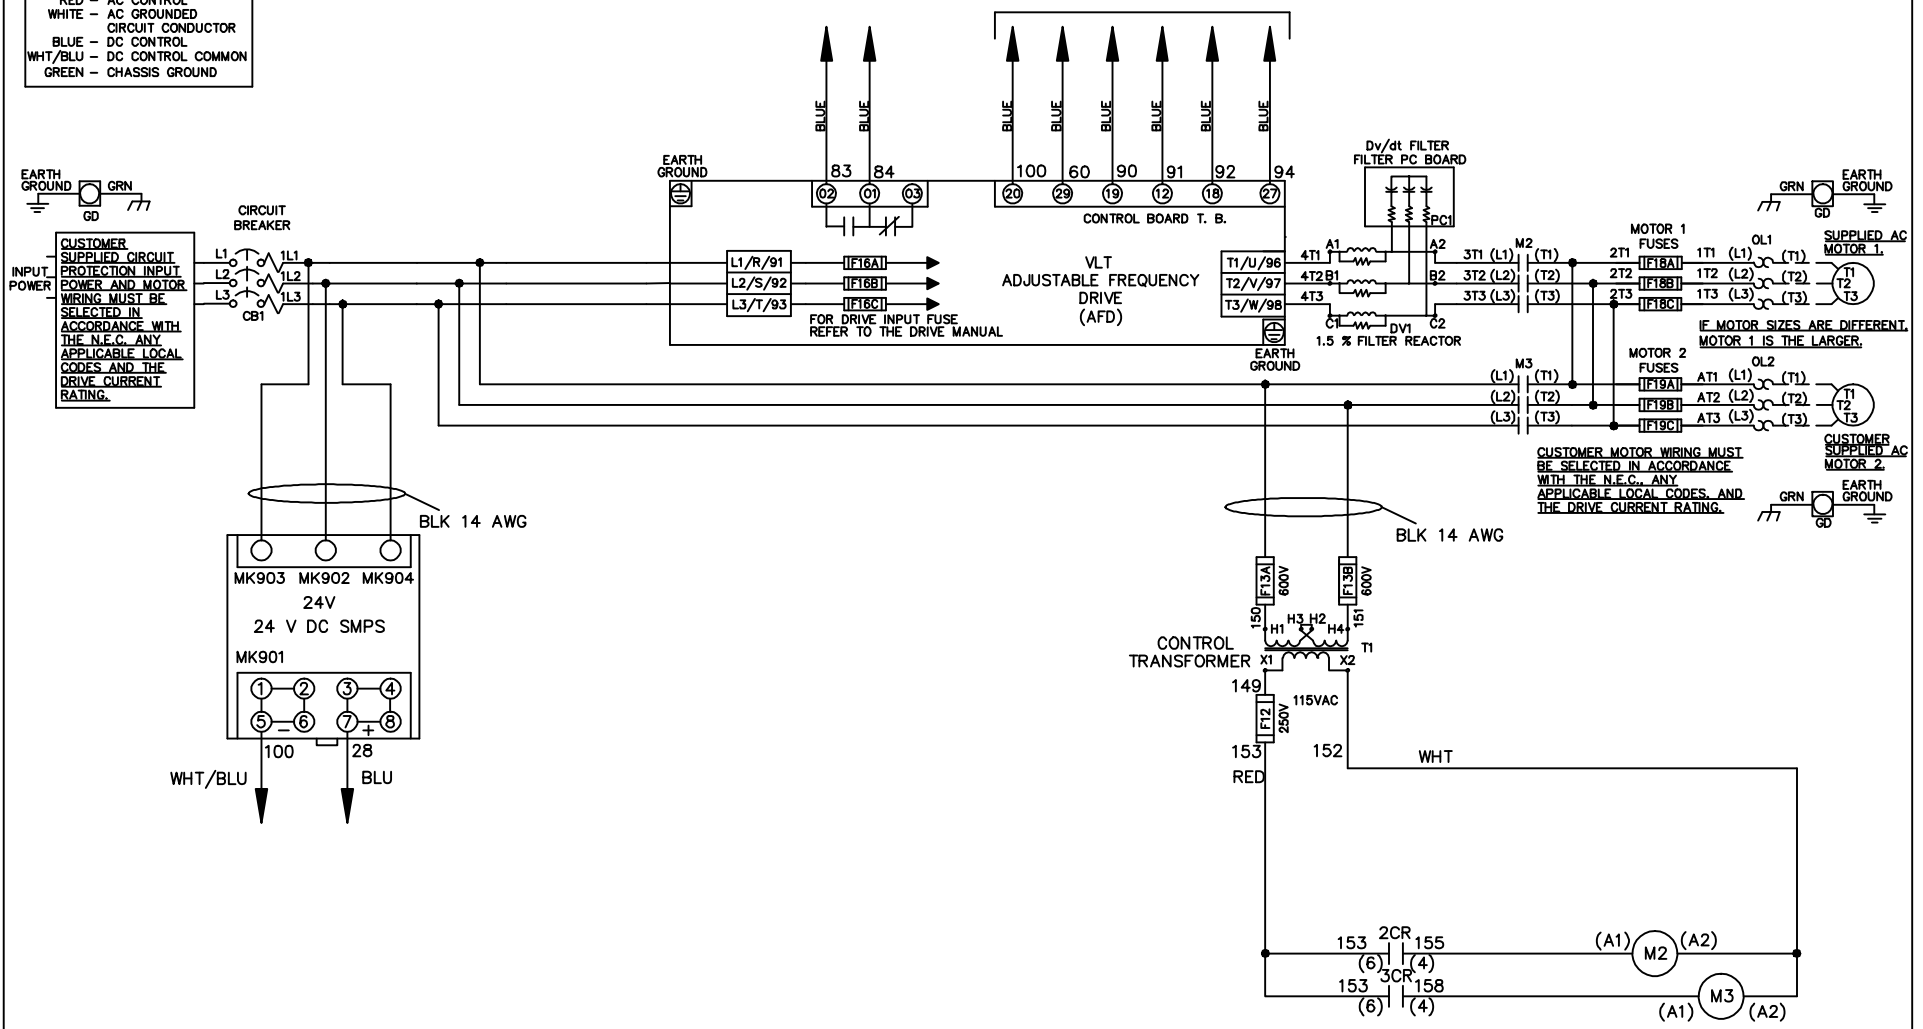 RED – AC CONTROL
WHITE – AC GROUNDED
CIRCUIT CONDUCTOR
BLUE – DC CONTROL
WHT/BLU – DC CONTROL COMMON
GREEN – CHASSIS GROUND
BLUE
BLUE
BLUE
BLUE
BLUE
BLUE
BLUE
BLUE
EARTH
GROUND
GRN
GD
CIRCUIT
BREAKER
INPUT
POWER
CUSTOMER
SUPPLIED CIRCUIT
PROTECTION INPUT
POWER AND MOTOR
WIRING MUST BE
SELECTED IN
ACCORDANCE WITH
THE N.E.C. ANY
APPLICABLE LOCAL
CODES AND THE
DRIVE CURRENT
RATING.
L1 1L1
L2 1L2
L3 1L3
CB1
EARTH
GROUND
83 84
02 01 03
100 60 90 91 92 94
20 29 19 12 18 27
CONTROL BOARD T. B.
L1/R/91 F16A
L2/S/92 F16B
L3/T/93 F16C
FOR DRIVE INPUT FUSE
REFER TO THE DRIVE MANUAL
VLT
ADJUSTABLE FREQUENCY
DRIVE
(AFD)
T1/U/96
T2/V/97
T3/W/98
EARTH
GROUND
Dv/dt FILTER
FILTER PC BOARD
PC1
4T1 A1 A2
4T2 B1 B2
4T3
C1 DV1 C2
1.5 % FILTER REACTOR
M2
3T1 (L1) (T1)
3T2 (L2) (T2)
3T3 (L3) (T3)
MOTOR 1
FUSES
2T1 F18A 1T1
2T2 F18B 1T2
2T3 F18C 1T3
OL1
(L1) (T1)
(L2) (T2)
(L3) (T3)
GRN
EARTH
GROUND
GD
SUPPLIED AC
MOTOR 1.
T1
T2
T3
IF MOTOR SIZES ARE DIFFERENT,
MOTOR 1 IS THE LARGER.
M3
(L1) (T1)
(L2) (T2)
(L3) (T3)
MOTOR 2
FUSES
F19A AT1
F19B AT2
F19C AT3
OL2
(L1) (T1)
(L2) (T2)
(L3) (T3)
T1
T2
T3
CUSTOMER
SUPPLIED AC
MOTOR 2.
CUSTOMER MOTOR WIRING MUST
BE SELECTED IN ACCORDANCE
WITH THE N.E.C., ANY
APPLICABLE LOCAL CODES, AND
THE DRIVE CURRENT RATING.
GRN
EARTH
GROUND
GD
BLK 14 AWG
MK903 MK902 MK904
24V
24 V DC SMPS
MK901
1 2 3 4
5 6 7 8
– +
100 28
WHT/BLU BLU
BLK 14 AWG
F13A 600V
F13B 600V
150 151
H1 H3 H2 H4
T1
CONTROL
TRANSFORMER
X1 X2
149
115VAC
F12 250V
153 152
RED
WHT
2CR
153 155
(6) (4)
(A1) M2 (A2)
3CR
153 158
(6) (4)
(A1) M3 (A2)